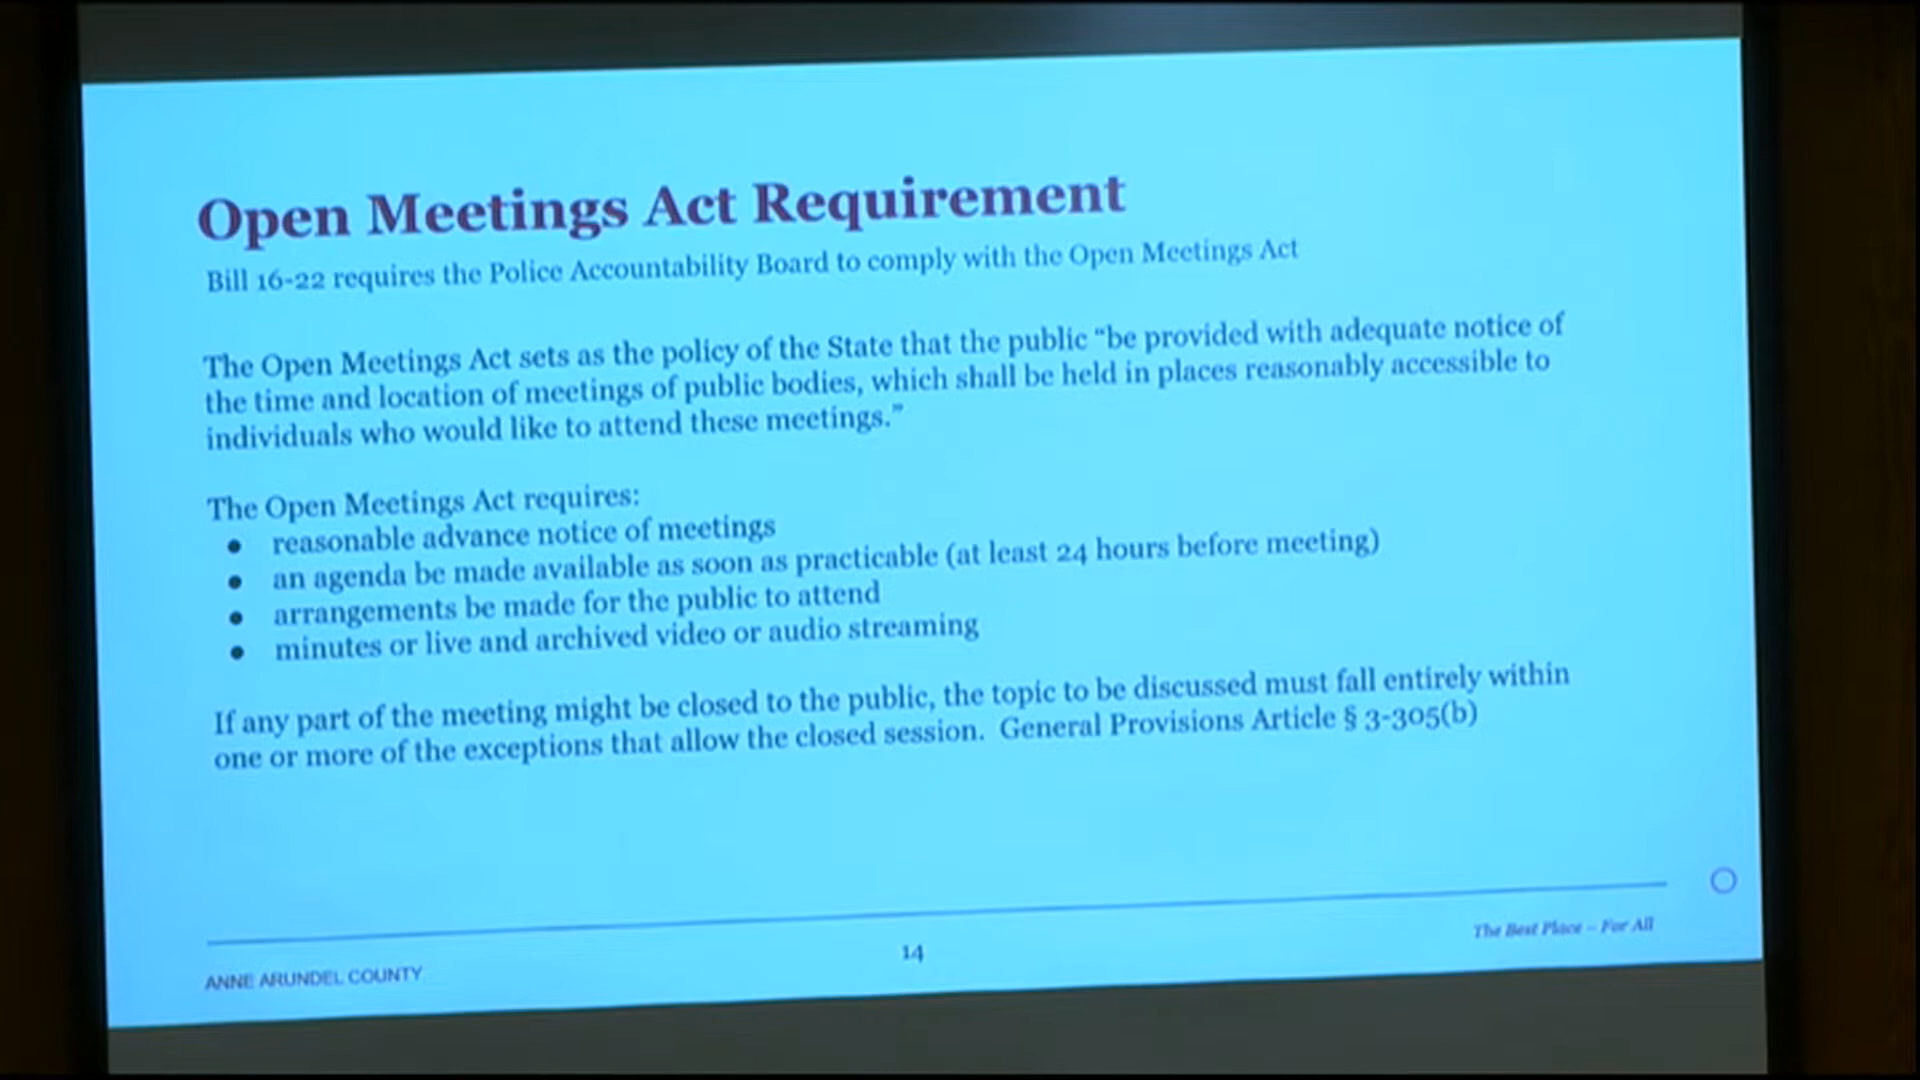 Open Meetings Act Requirement
Bill 16-22 requires the Police Accountability Board to comply with the Open Meetings Act
The Open Meetings Act sets as the policy of the State that the public “be provided with adequate notice of
the time and location of meetings of public bodies, which shall be held in places reasonably accessible to
individuals who would like to attend these meetings.”
The Open Meetings Act requires:
● reasonable advance notice of meetings
● an agenda be made available as soon as practicable (at least 24 hours before meeting)
● arrangements be made for the public to attend
● minutes or live and archived video or audio streaming
If any part of the meeting might be closed to the public, the topic to be discussed must fall entirely within
one or more of the exceptions that allow the closed session. General Provisions Article § 3-305(b)
The Best Place – For All
14
ANNE ARUNDEL COUNTY